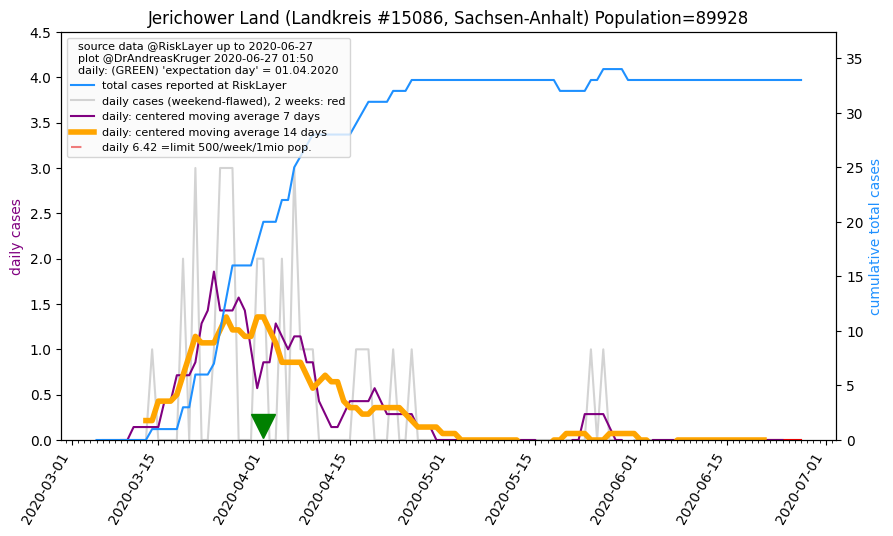 Jerichower Land (Landkreis #15086, Sachsen-Anhalt) Population=89928
source data @RiskLayer up to 2020-06-27
plot @DrAndreasKruger 2020-06-27 01:50
daily: (GREEN) 'expectation day' = 01.04.2020
total cases reported at RiskLayer
daily cases (weekend-flawed), 2 weeks: red
daily: centered moving average 7 days
daily: centered moving average 14 days
daily 6.42 =limit 500/week/1mio pop.
daily cases
4.5
4.0
3.5
3.0
2.5
2.0
1.5
1.0
0.5
0.0
35
30
25
20
15
10
5
0
cumulative total cases
2020-03-01
2020-03-15
2020-04-01
2020-04-15
2020-05-01
2020-05-15
2020-06-01
2020-06-15
2020-07-01